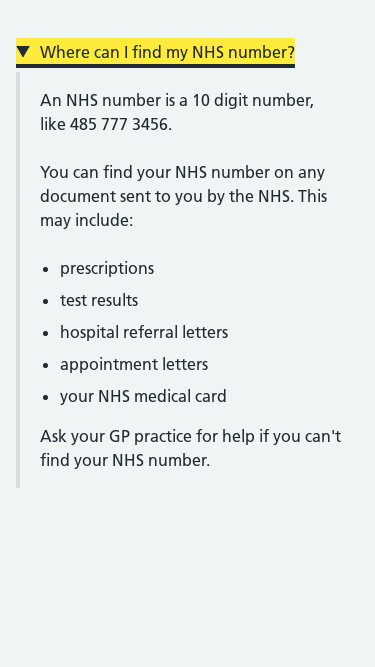 Where can I find my NHS number?
An NHS number is a 10 digit number,
like 485 777 3456.
You can find your NHS number on any
document sent to you by the NHS. This
may include:
prescriptions
test results
hospital referral letters
appointment letters
your NHS medical card
Ask your GP practice for help if you can't
find your NHS number.